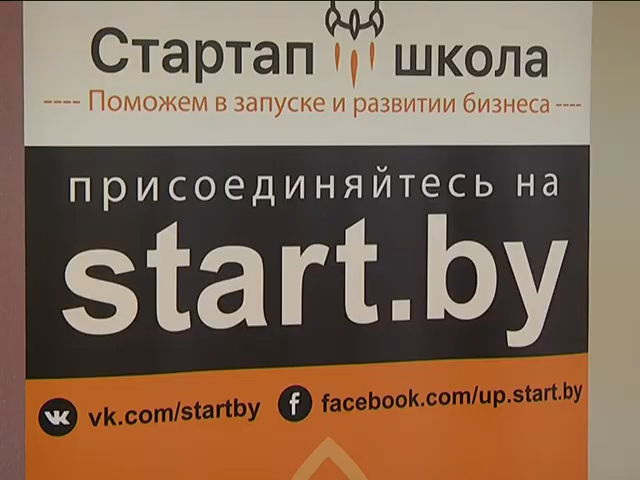 Стартап школа
---- Поможем в запуске и развитии бизнеса ----
присоединяйтесь на
start.by
vk.com/startby facebook.com/up.start.by